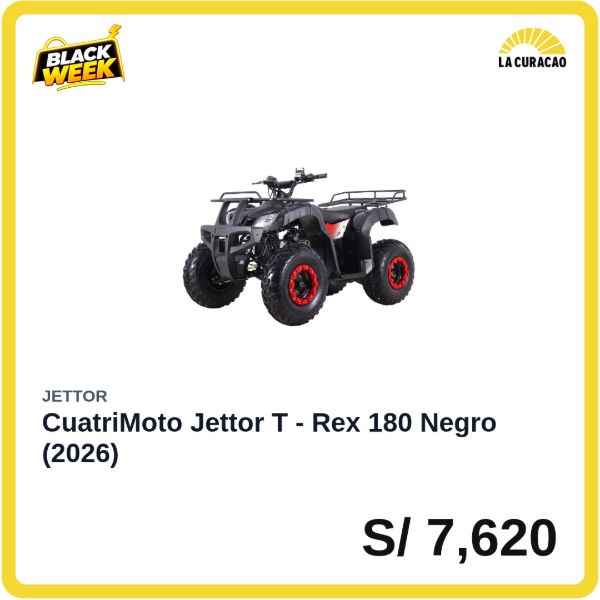 BLACK
WEEK
LA CURACAO
JETTOR
CuatriMoto Jettor T - Rex 180 Negro
(2026)
S/ 7,620